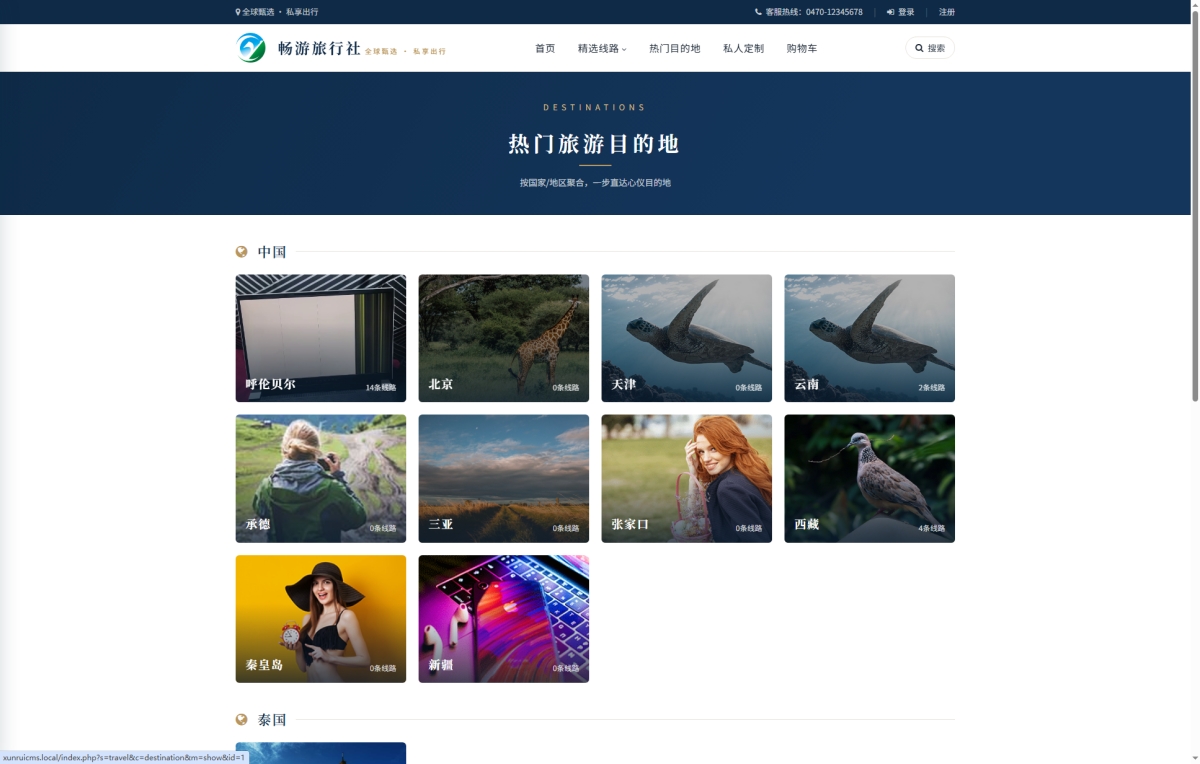 全球甄选 · 私享出行
客服热线：0470-12345678
登录
注册
畅游旅行社 全球甄选 · 私享出行
首页
精选线路
热门目的地
私人定制
购物车
搜索
DESTINATIONS
热门旅游目的地
按国家/地区聚合，一步直达心仪目的地
中国
呼伦贝尔 14条线路
北京 0条线路
天津 0条线路
云南 2条线路
承德 0条线路
三亚 0条线路
张家口 0条线路
西藏 4条线路
秦皇岛 0条线路
新疆 0条线路
泰国
xunruicms.local/index.php?s=travel&c=destination&m=show&id=1